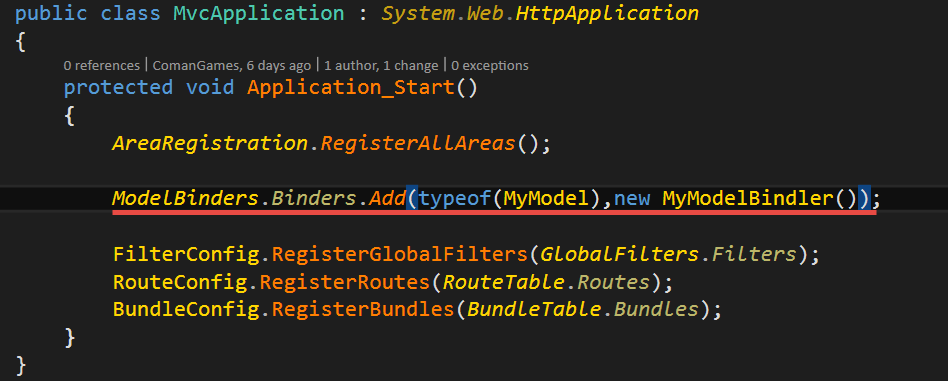 public class MvcApplication : System.Web.HttpApplication
{
0 references | ComanGames, 6 days ago | 1 author, 1 change | 0 exceptions
protected void Application_Start()
{
AreaRegistration.RegisterAllAreas();
ModelBinders.Binders.Add(typeof(MyModel),new MyModelBindler());
FilterConfig.RegisterGlobalFilters(GlobalFilters.Filters);
RouteConfig.RegisterRoutes(RouteTable.Routes);
BundleConfig.RegisterBundles(BundleTable.Bundles);
}
}